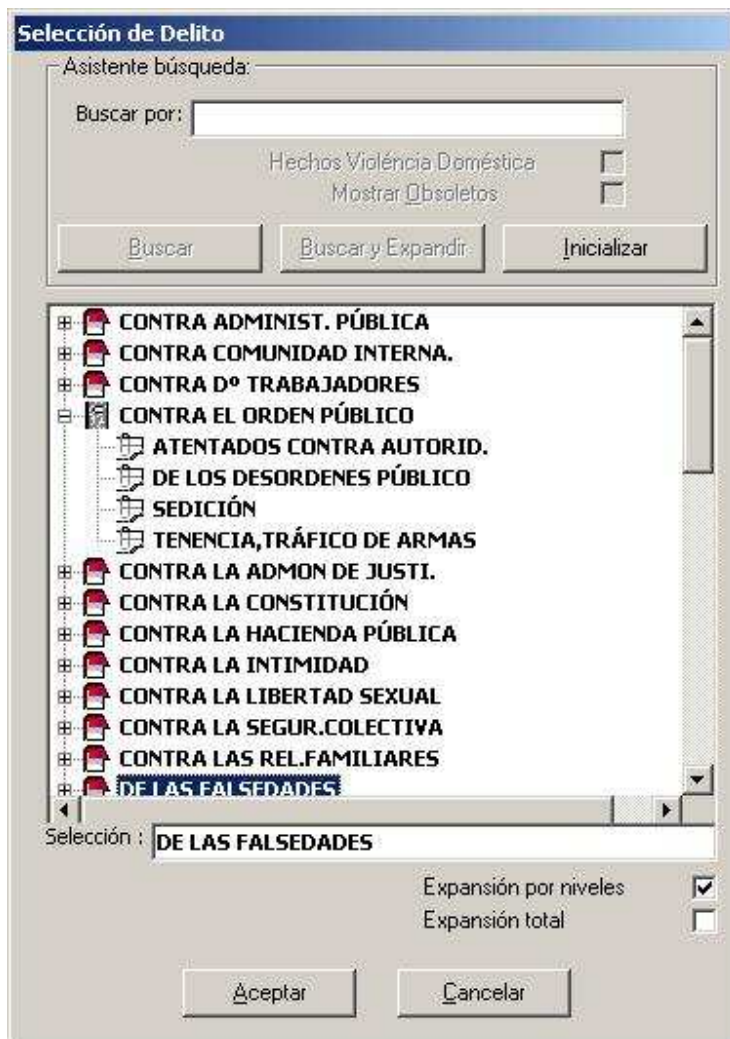 Selección de Delito
Asistente búsqueda:
Buscar por:
Hechos Violéncia Doméstica
Mostrar Obsoletos
Buscar Buscar y Expandir Inicializar
CONTRA ADMINIST. PÚBLICA
CONTRA COMUNIDAD INTERNA.
CONTRA Dº TRABAJADORES
CONTRA EL ORDEN PÚBLICO
ATENTADOS CONTRA AUTORID.
DE LOS DESORDENES PÚBLICO
SEDICIÓN
TENENCIA,TRÁFICO DE ARMAS
CONTRA LA ADMON DE JUSTI.
CONTRA LA CONSTITUCIÓN
CONTRA LA HACIENDA PÚBLICA
CONTRA LA INTIMIDAD
CONTRA LA LIBERTAD SEXUAL
CONTRA LA SEGUR.COLECTIVA
CONTRA LAS REL.FAMILIARES
DE LAS FALSEDADES
Selección : DE LAS FALSEDADES
Expansión por niveles
Expansión total
Aceptar Cancelar